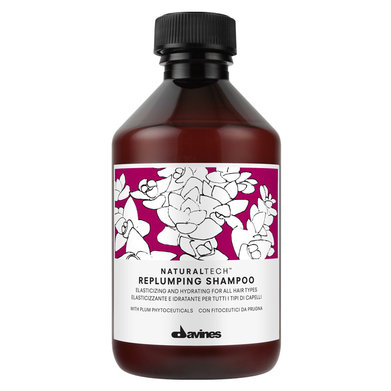 NATURALTECH™
REPLUMPING SHAMPOO
ELASTICIZING AND HYDRATING FOR ALL HAIR TYPES
ELASTICIZZANTE E IDRATANTE PER TUTTI I TIPI DI CAPELLI
WITH PLUM PHYTOCEUTICALS CON FITOCEUTICI DA PRUGNA
davines